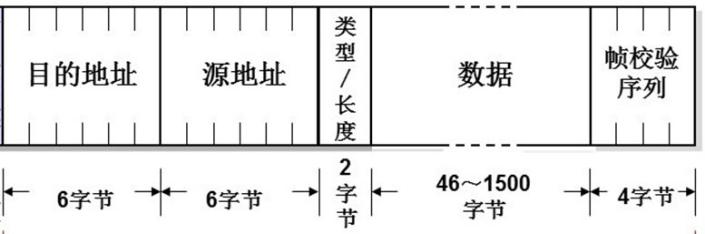 目的地址
源地址
类型/长度
数据
帧校验
序列
6字节
6字节
2字节
46～1500
字节
4字节